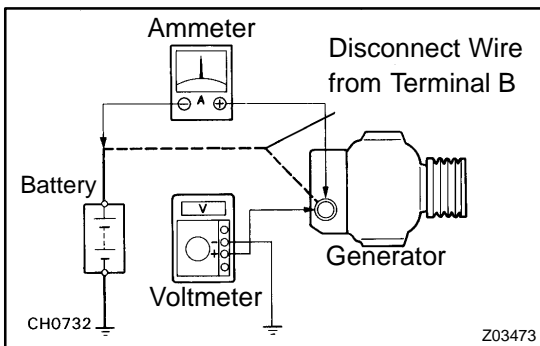 Ammeter
Disconnect Wire
from Terminal B
− A +
Battery
V
−
+
Generator
Voltmeter
CH0732
Z03473